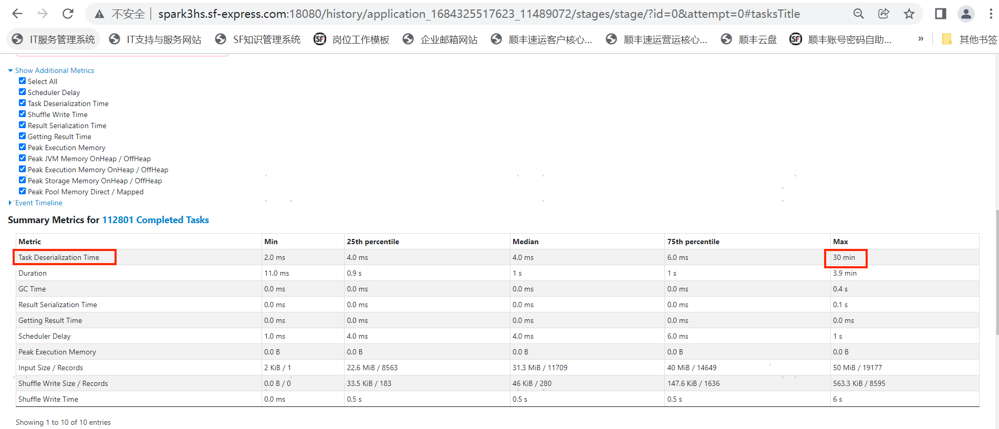 不安全 spark3hs.sf-express.com:18080/history/application_1684325517623_11489072/stages/stage/?id=0&attempt=0#tasksTitle
IT服务管理系统 IT支持与服务网站 SF知识管理系统 SF 岗位工作模板 企业邮箱网站 顺丰速运客户核心... 顺丰速运营运核心... 顺丰云盘 SF 顺丰账号密码自助... » 其他书签
Show Additional Metrics
Select All
Scheduler Delay
Task Deserialization Time
Shuffle Write Time
Result Serialization Time
Getting Result Time
Peak Execution Memory
Peak JVM Memory OnHeap / OffHeap
Peak Execution Memory OnHeap / OffHeap
Peak Storage Memory OnHeap / OffHeap
Peak Pool Memory Direct / Mapped
Event Timeline
Summary Metrics for 112801 Completed Tasks
Metric Min 25th percentile Median 75th percentile Max
Task Deserialization Time 2.0 ms 4.0 ms 4.0 ms 6.0 ms 30 min
Duration 11.0 ms 0.9 s 1 s 1 s 3.9 min
GC Time 0.0 ms 0.0 ms 0.0 ms 0.0 ms 0.4 s
Result Serialization Time 0.0 ms 0.0 ms 0.0 ms 0.0 ms 0.1 s
Getting Result Time 0.0 ms 0.0 ms 0.0 ms 0.0 ms 0.0 ms
Scheduler Delay 1.0 ms 4.0 ms 4.0 ms 6.0 ms 1 s
Peak Execution Memory 0.0 B 0.0 B 0.0 B 0.0 B 0.0 B
Input Size / Records 2 KiB / 1 22.6 MiB / 8563 31.3 MiB / 11709 40 MiB / 14649 50 MiB / 19177
Shuffle Write Size / Records 0.0 B / 0 33.5 KiB / 183 46 KiB / 280 147.6 KiB / 1636 563.3 KiB / 8595
Shuffle Write Time 0.0 ms 0.5 s 0.5 s 0.5 s 6 s
Showing 1 to 10 of 10 entries